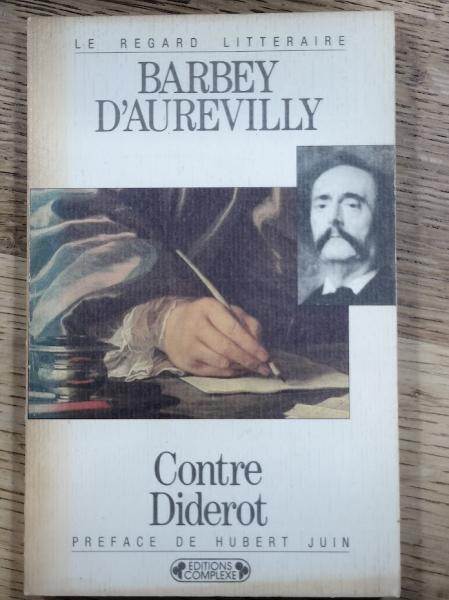 LE REGARD LITTERAIRE
BARBEY
D'AUREVILLY
Contre
Diderot
PREFACE DE HUBERT JUIN
EDITIONS
COMPLEXE